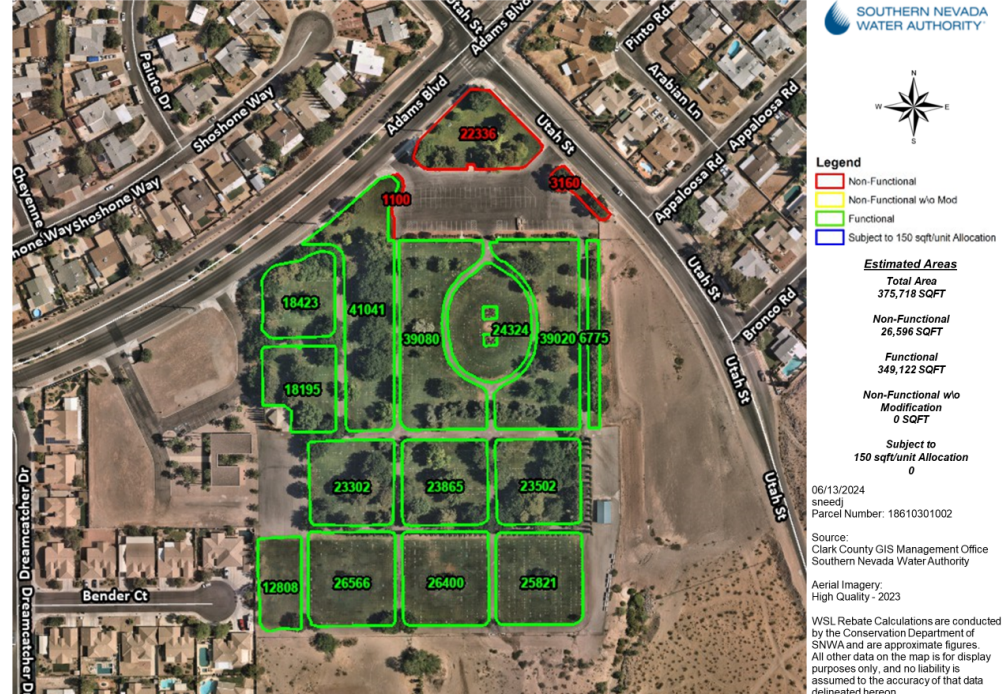 SOUTHERN NEVADA
WATER AUTHORITY
N
W
E
S
Legend
Non-Functional
Non-Functional w\o Mod
Functional
Subject to 150 sqft/unit Allocation
Estimated Areas
Total Area
375,718 SQFT
Non-Functional
26,596 SQFT
Functional
349,122 SQFT
Non-Functional w\o
Modification
0 SQFT
Subject to
150 sqft/unit Allocation
0
06/13/2024
sneedj
Parcel Number: 18610301002
Source:
Clark County GIS Management Office
Southern Nevada Water Authority
Aerial Imagery:
High Quality - 2023
WSL Rebate Calculations are conducted
by the Conservation Department of
SNWA and are approximate figures.
All other data on the map is for display
purposes only, and no liability is
assumed to the accuracy of that data
delineated hereon.
Utah St
Adams Blvd
Pinto Rd
Paiute Dr
Arabian Ln
Shoshone Way
Adams Blvd
Utah St
Appaloosa Rd
Appaloosa Rd
Cheyenne
Shoshone Way
hone Way
Utah St
Bronco Rd
Utah St
Utah St
Dreamcatcher Dr
Dreamcatcher D
Bender Ct
22336
3160
1100
18423
41041
39080
24324
39020
6775
18195
23302
23865
23502
12808
26566
26400
25821